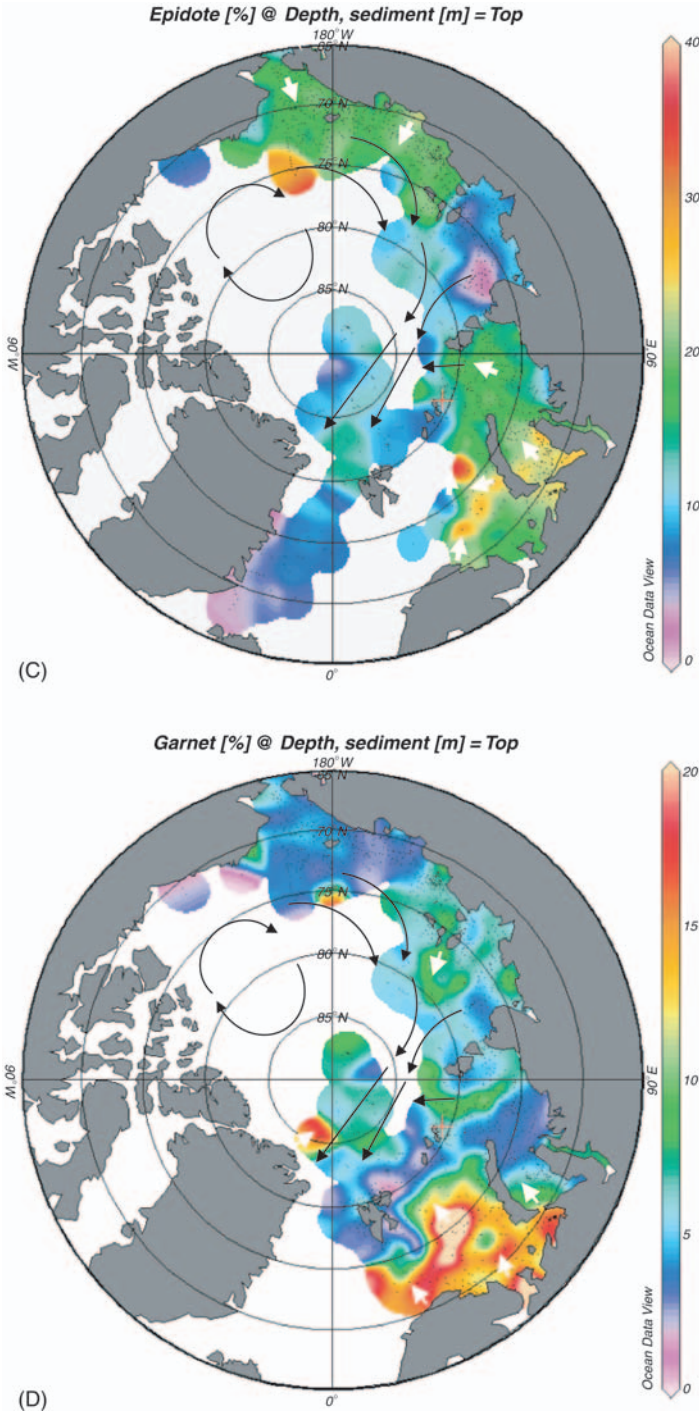 Epidote [%] @ Depth, sediment [m] = Top
180°W
65°N
70°N
75°N
80°N
85°N
90°W
90°E
0°
40
30
20
10
0
Ocean Data View
(C)
Garnet [%] @ Depth, sediment [m] = Top
180°W
65°N
70°N
75°N
80°N
85°N
90°W
90°E
0°
20
15
10
5
0
Ocean Data View
(D)